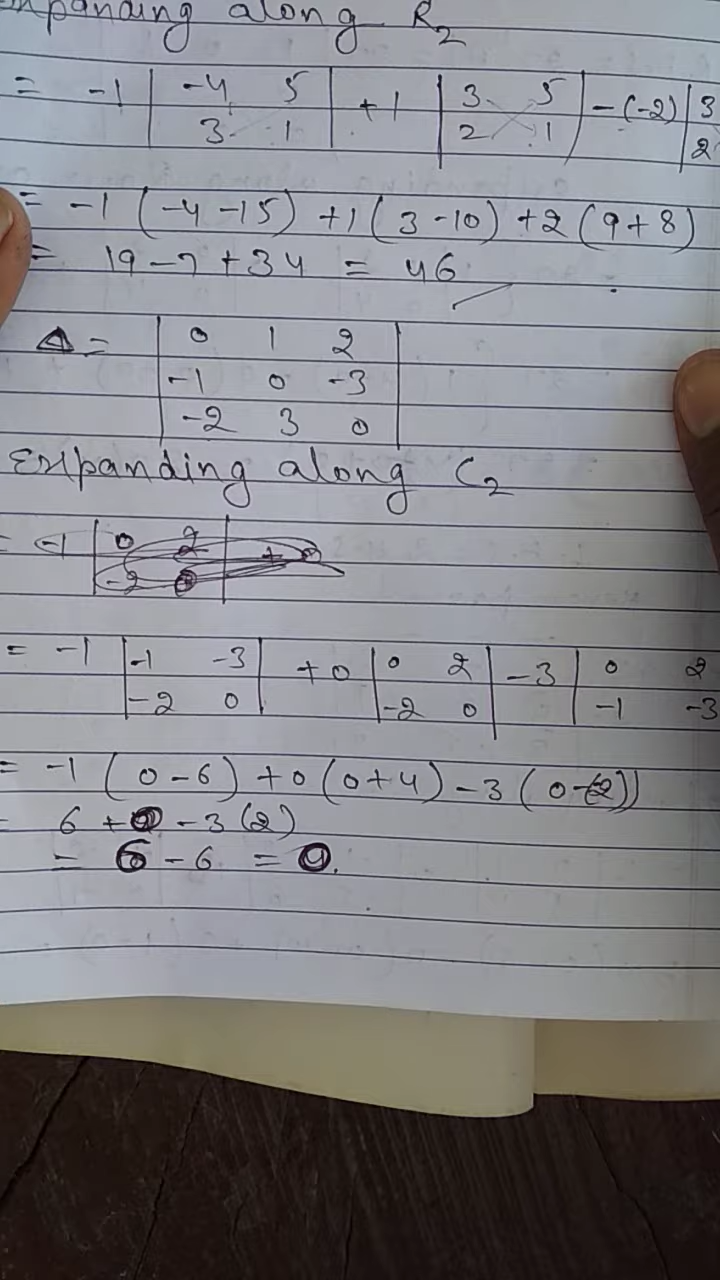 Expanding along R2
= -1 | -4 5 | +1 | 3 5 | -(-2) | 3
| 3 1 | | 2 1 | | 2
= -1 (-4 -15) +1 (3 -10) +2 (9 + 8)
= 19 - 7 + 34 = 46
Δ = | 0 1 2 |
| -1 0 -3 |
| -2 3 0 |
Expanding along C2
= -1 | -1 -3 | +0 | 0 2 | -3 | 0 2
| -2 0 | | -2 0 | | -1 -3
= -1 (0 - 6) + 0 (0 + 4) - 3 (0 - (-2))
= 6 + 0 - 3 (2)
= 6 - 6 = 0.